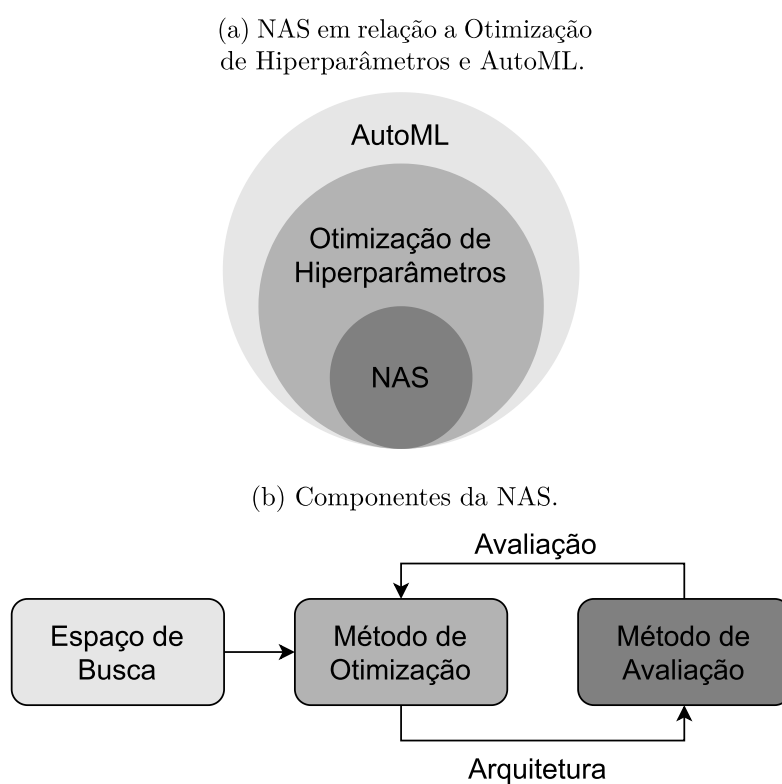 (a) NAS em relação a Otimização
de Hiperparâmetros e AutoML.
AutoML
Otimização de
Hiperparâmetros
NAS
(b) Componentes da NAS.
Avaliação
Espaço de
Busca
Método de
Otimização
Método de
Avaliação
Arquitetura